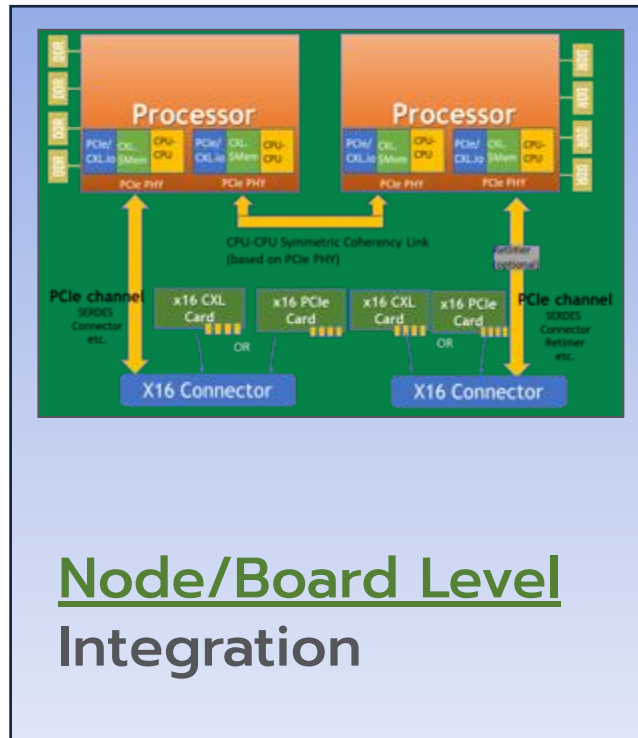 DDR
DDR
DDR
DDR
Processor
PCIe/ CXL. CPU-
CXL.io $Mem CPU
PCIe/ CXL. CPU-
CXL.io $Mem CPU
PCIe PHY PCIe PHY
Processor
PCIe/ CXL. CPU-
CXL.io $Mem CPU
PCIe/ CXL. CPU-
CXL.io $Mem CPU
PCIe PHY PCIe PHY
DDR
DDR
DDR
DDR
CPU-CPU Symmetric Coherency Link
(based on PCIe PHY)
Retimer
(optional)
PCIe channel
SERDES
Connector
etc.
x16 CXL
Card
OR
x16 PCIe
Card
x16 CXL
Card
OR
x16 PCIe
Card
PCIe channel
SERDES
Connector
Retimer
etc.
X16 Connector
X16 Connector
Node/Board Level
Integration